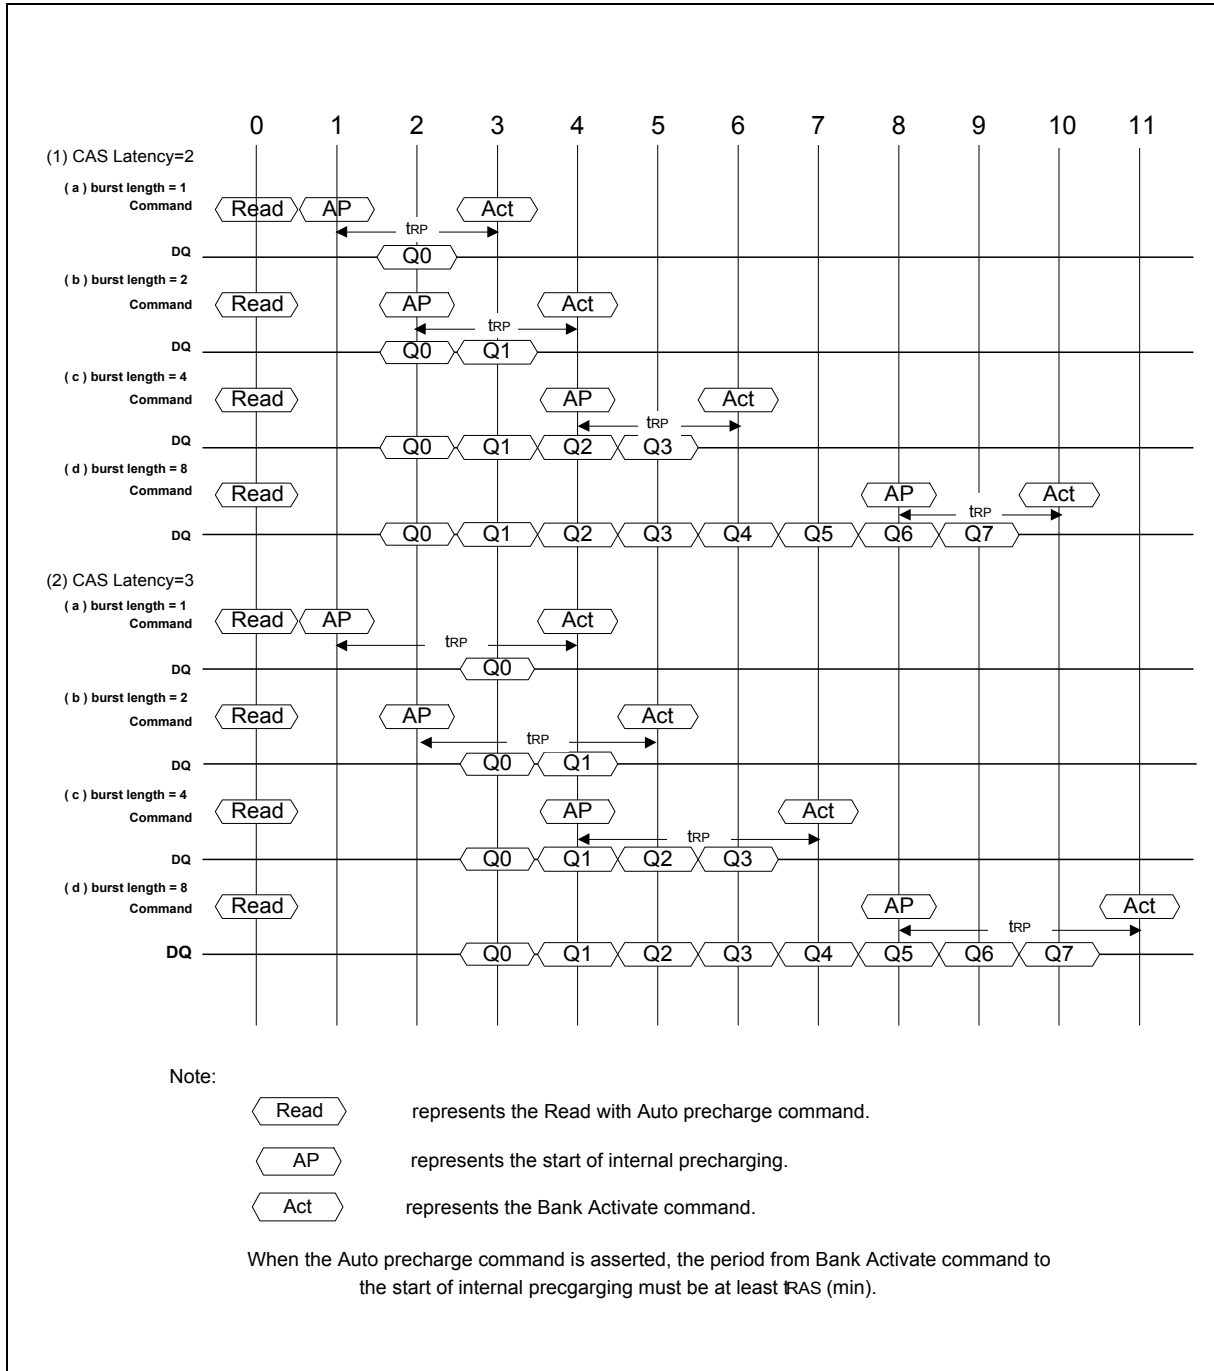 0 1 2 3 4 5 6 7 8 9 10 11
(1) CAS Latency=2
( a ) burst length = 1
Command Read AP Act
tRP
DQ Q0
( b ) burst length = 2
Command Read AP Act
tRP
DQ Q0 Q1
( c ) burst length = 4
Command Read AP Act
tRP
DQ Q0 Q1 Q2 Q3
( d ) burst length = 8
Command Read AP Act
tRP
DQ Q0 Q1 Q2 Q3 Q4 Q5 Q6 Q7
(2) CAS Latency=3
( a ) burst length = 1
Command Read AP Act
tRP
DQ Q0
( b ) burst length = 2
Command Read AP Act
tRP
DQ Q0 Q1
( c ) burst length = 4
Command Read AP Act
tRP
DQ Q0 Q1 Q2 Q3
( d ) burst length = 8
Command Read AP Act
tRP
DQ Q0 Q1 Q2 Q3 Q4 Q5 Q6 Q7
Note:
Read represents the Read with Auto precharge command.
AP represents the start of internal precharging.
Act represents the Bank Activate command.
When the Auto precharge command is asserted, the period from Bank Activate command to
the start of internal precgarging must be at least tRAS (min).